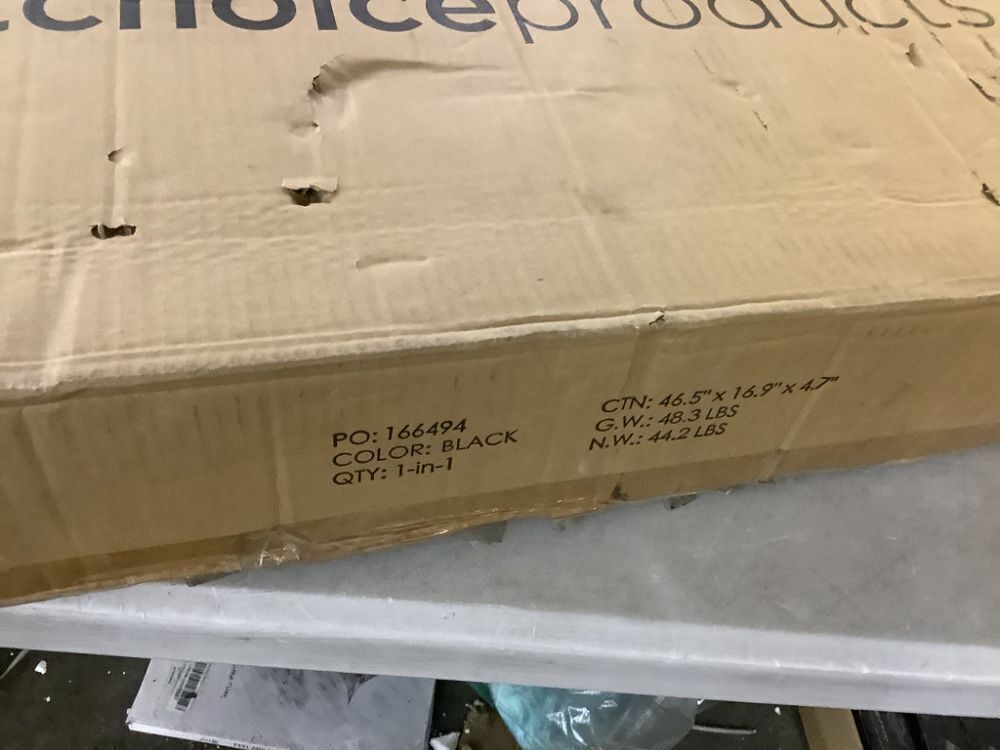 choiceproducts
PO: 166494
COLOR: BLACK
QTY: 1-in-1
CTN: 46.5" x 16.9" x 4.7"
G.W.: 48.3 LBS
N.W.: 44.2 LBS